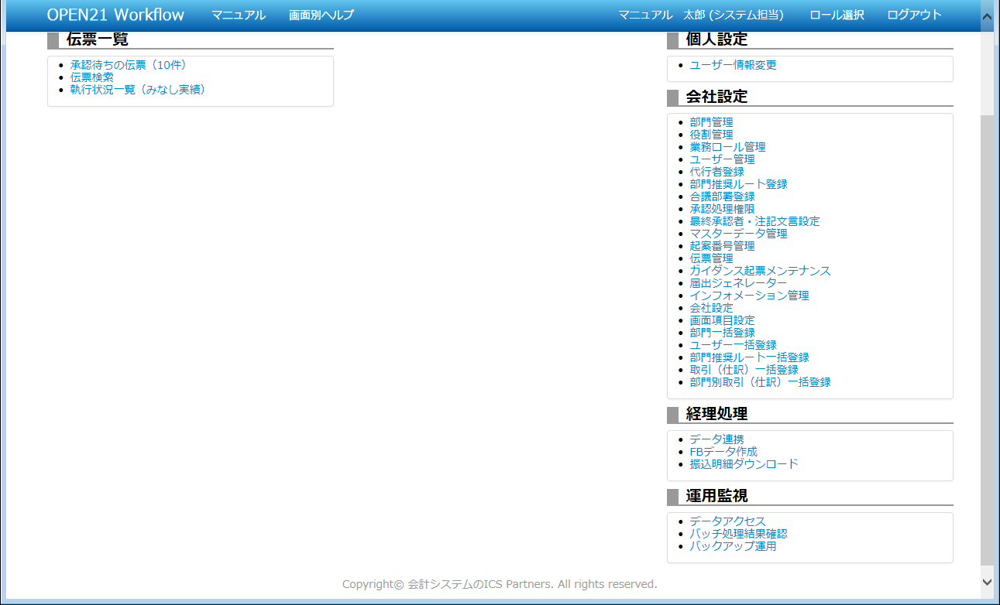 OPEN21 Workflow マニュアル 画面別ヘルプ マニュアル 太郎 (システム担当) ロール選択 ログアウト
伝票一覧
承認待ちの伝票（10件）
伝票検索
執行状況一覧（みなし実績）
個人設定
ユーザー情報変更
会社設定
部門管理
役割管理
業務ロール管理
ユーザー管理
代行者登録
部門推奨ルート登録
合議部署登録
承認処理権限
最終承認者・注記文言設定
マスターデータ管理
起案番号管理
伝票管理
ガイダンス起票メンテナンス
届出ジェネレーター
インフォメーション管理
会社設定
画面項目設定
部門一括登録
ユーザー一括登録
部門推奨ルート一括登録
取引（仕訳）一括登録
部門別取引（仕訳）一括登録
経理処理
データ連携
FBデータ作成
振込明細ダウンロード
運用監視
データアクセス
バッチ処理結果確認
バックアップ運用
Copyright© 会計システムのICS Partners. All rights reserved.